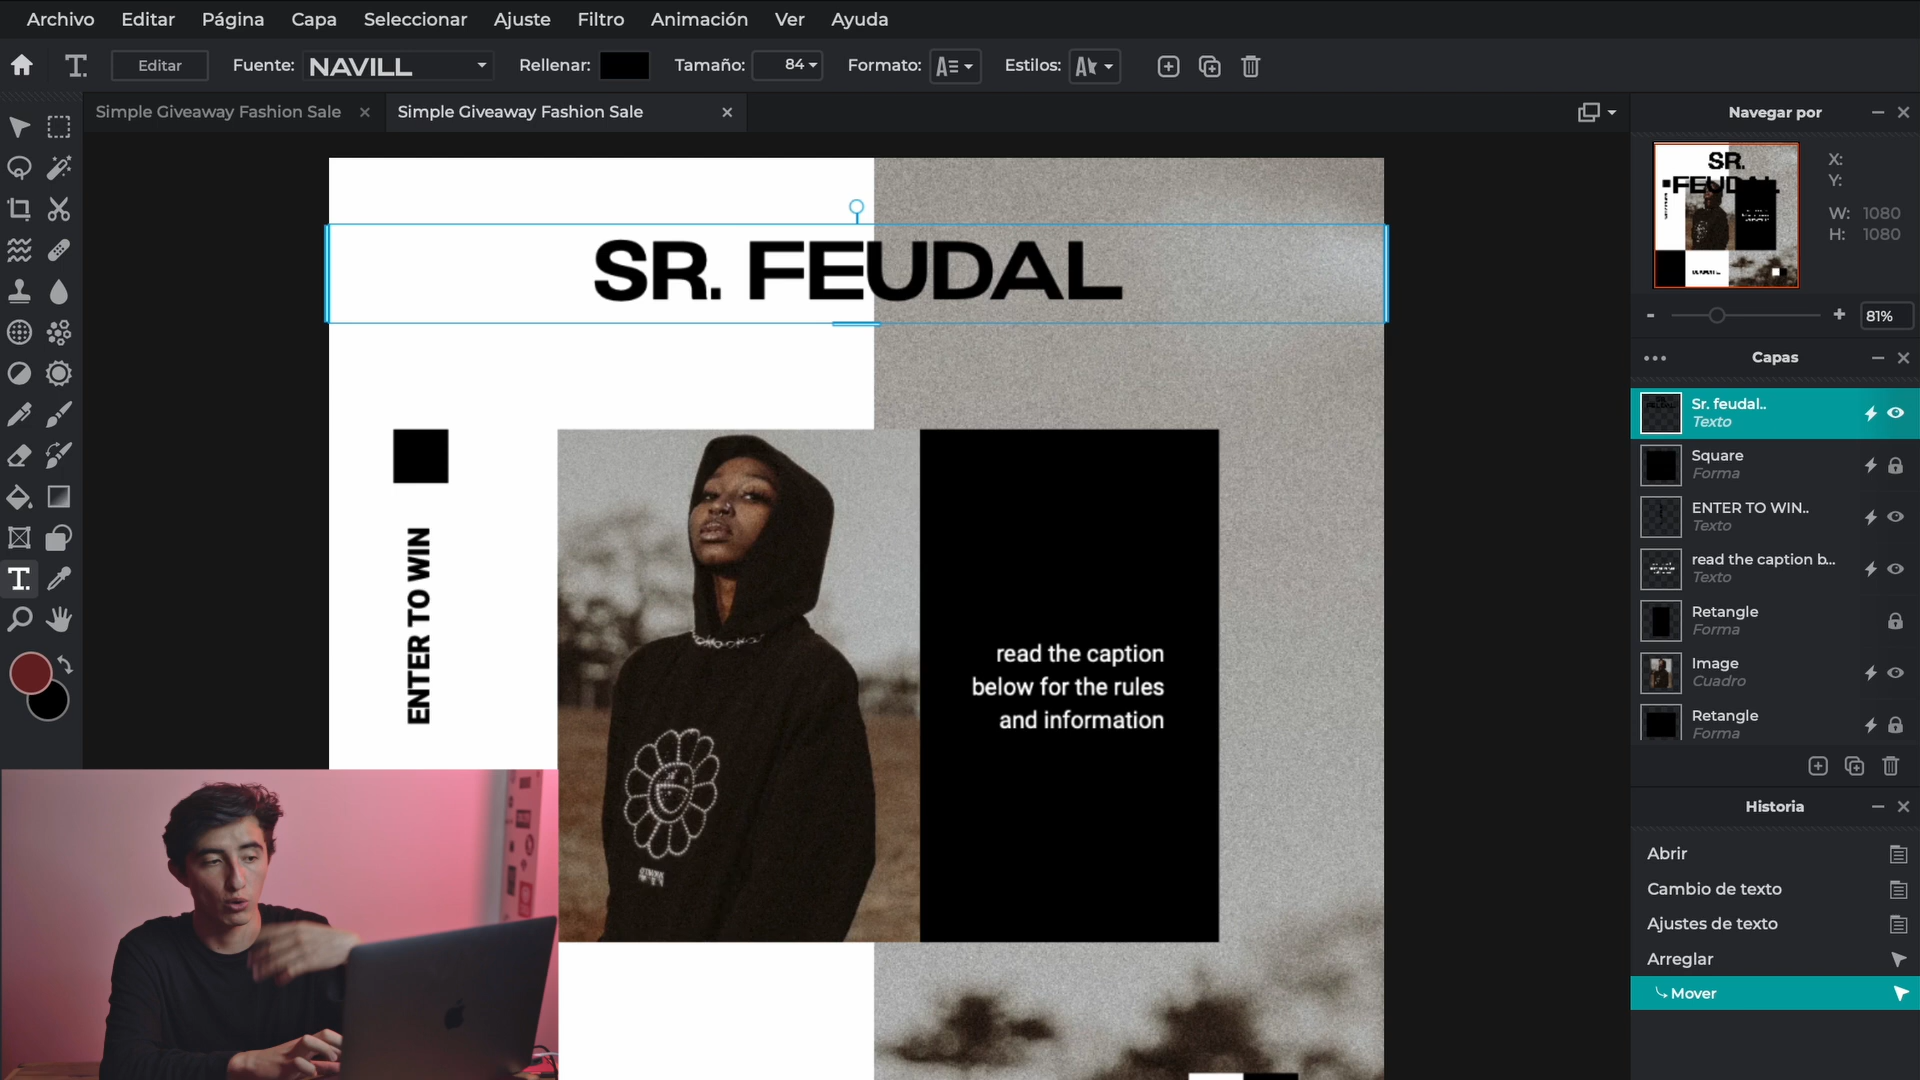 Archivo Editar Página Capa Seleccionar Ajuste Filtro Animación Ver Ayuda
Editar Fuente: NAVILL Rellenar: Tamaño: 84 Formato: Estilos:
Simple Giveaway Fashion Sale Simple Giveaway Fashion Sale
SR. FEUDAL
ENTER TO WIN
read the caption
below for the rules
and information
Navegar por
SR.
FEUDAL
X:
Y:
W: 1080
H: 1080
- + 81%
Capas
Sr. feudal..
Texto
Square
Forma
ENTER TO WIN..
Texto
read the caption b...
Texto
Retangle
Forma
Image
Cuadro
Retangle
Forma
Historia
Abrir
Cambio de texto
Ajustes de texto
Arreglar
Mover